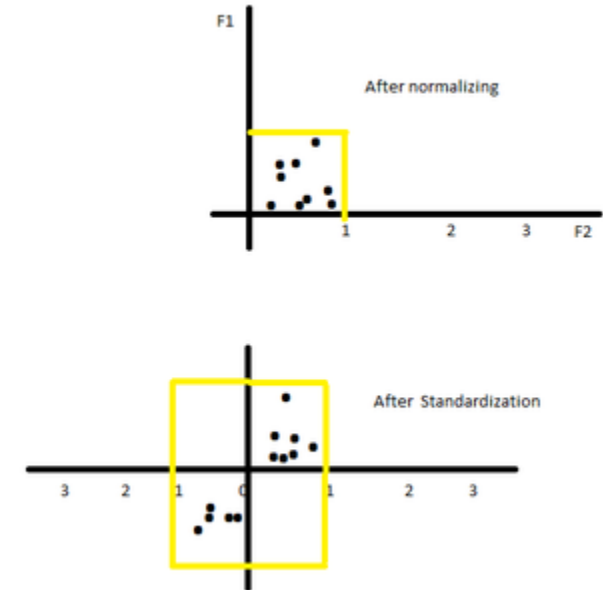 F1
After normalizing
1 2 3 F2
After Standardization
3 2 1 0 1 2 3